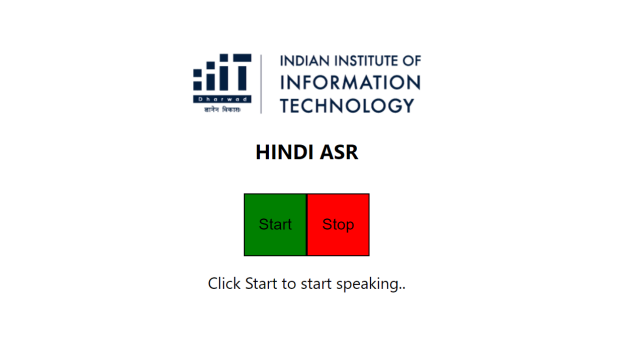 IIIT
Dharwad
ज्ञानेन विकासः
INDIAN INSTITUTE OF
INFORMATION
TECHNOLOGY
HINDI ASR
Start Stop
Click Start to start speaking..